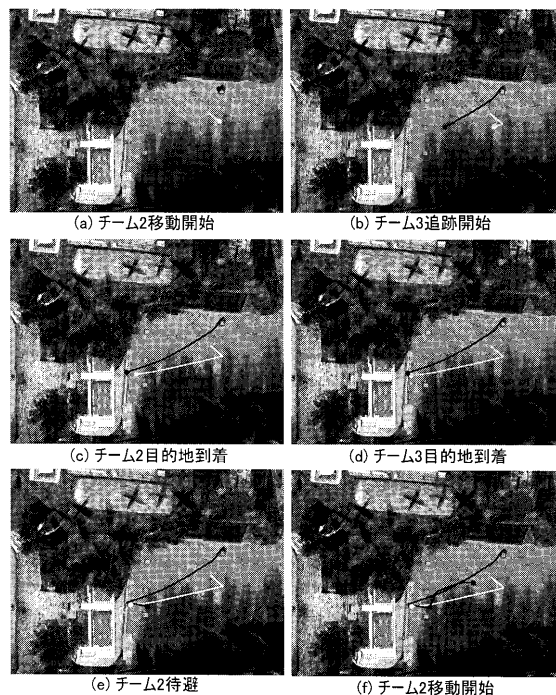 (a) チーム2移動開始
(b) チーム3追跡開始
(c) チーム2目的地到着
(d) チーム3目的地到着
(e) チーム2待避
(f) チーム2移動開始